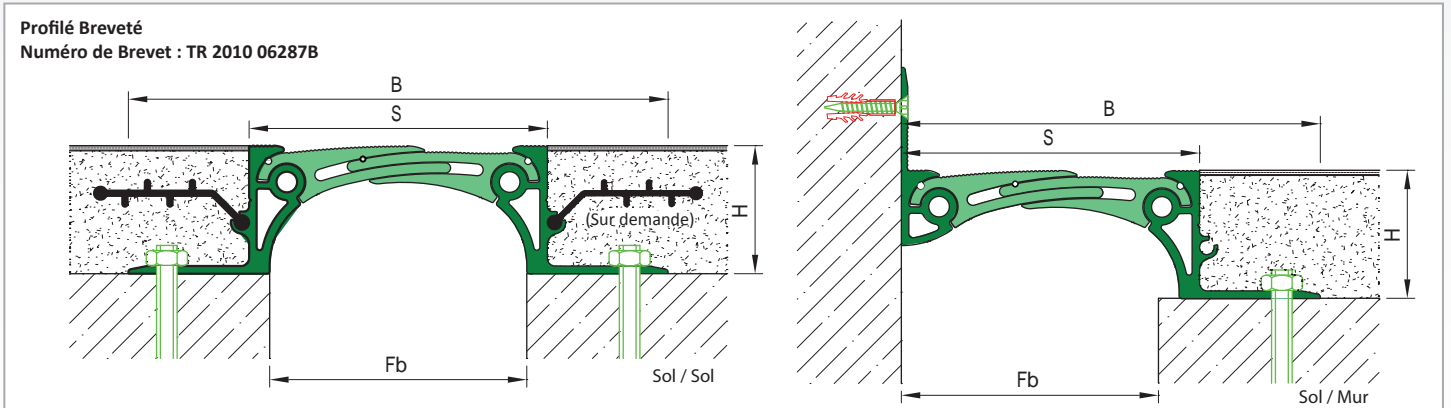 Profilé Breveté
Numéro de Brevet : TR 2010 06287B
B
S
H
(Sur demande)
Fb
Sol / Sol
B
S
H
Fb
Sol / Mur